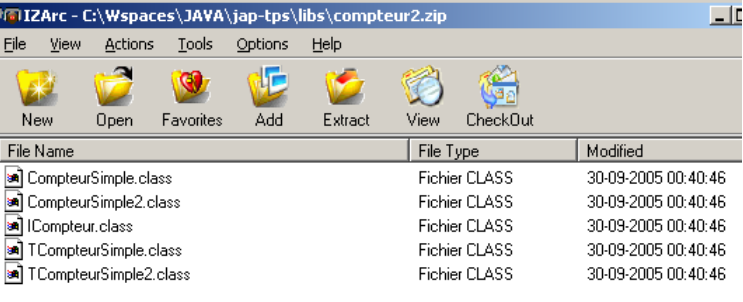 IZArc - C:\Wspaces\JAVA\jap-tps\libs\compteur2.zip
File View Actions Tools Options Help
New Open Favorites Add Extract View CheckOut
File Name File Type Modified
CompteurSimple.class Fichier CLASS 30-09-2005 00:40:46
CompteurSimple2.class Fichier CLASS 30-09-2005 00:40:46
ICompteur.class Fichier CLASS 30-09-2005 00:40:46
TCompteurSimple.class Fichier CLASS 30-09-2005 00:40:46
TCompteurSimple2.class Fichier CLASS 30-09-2005 00:40:46